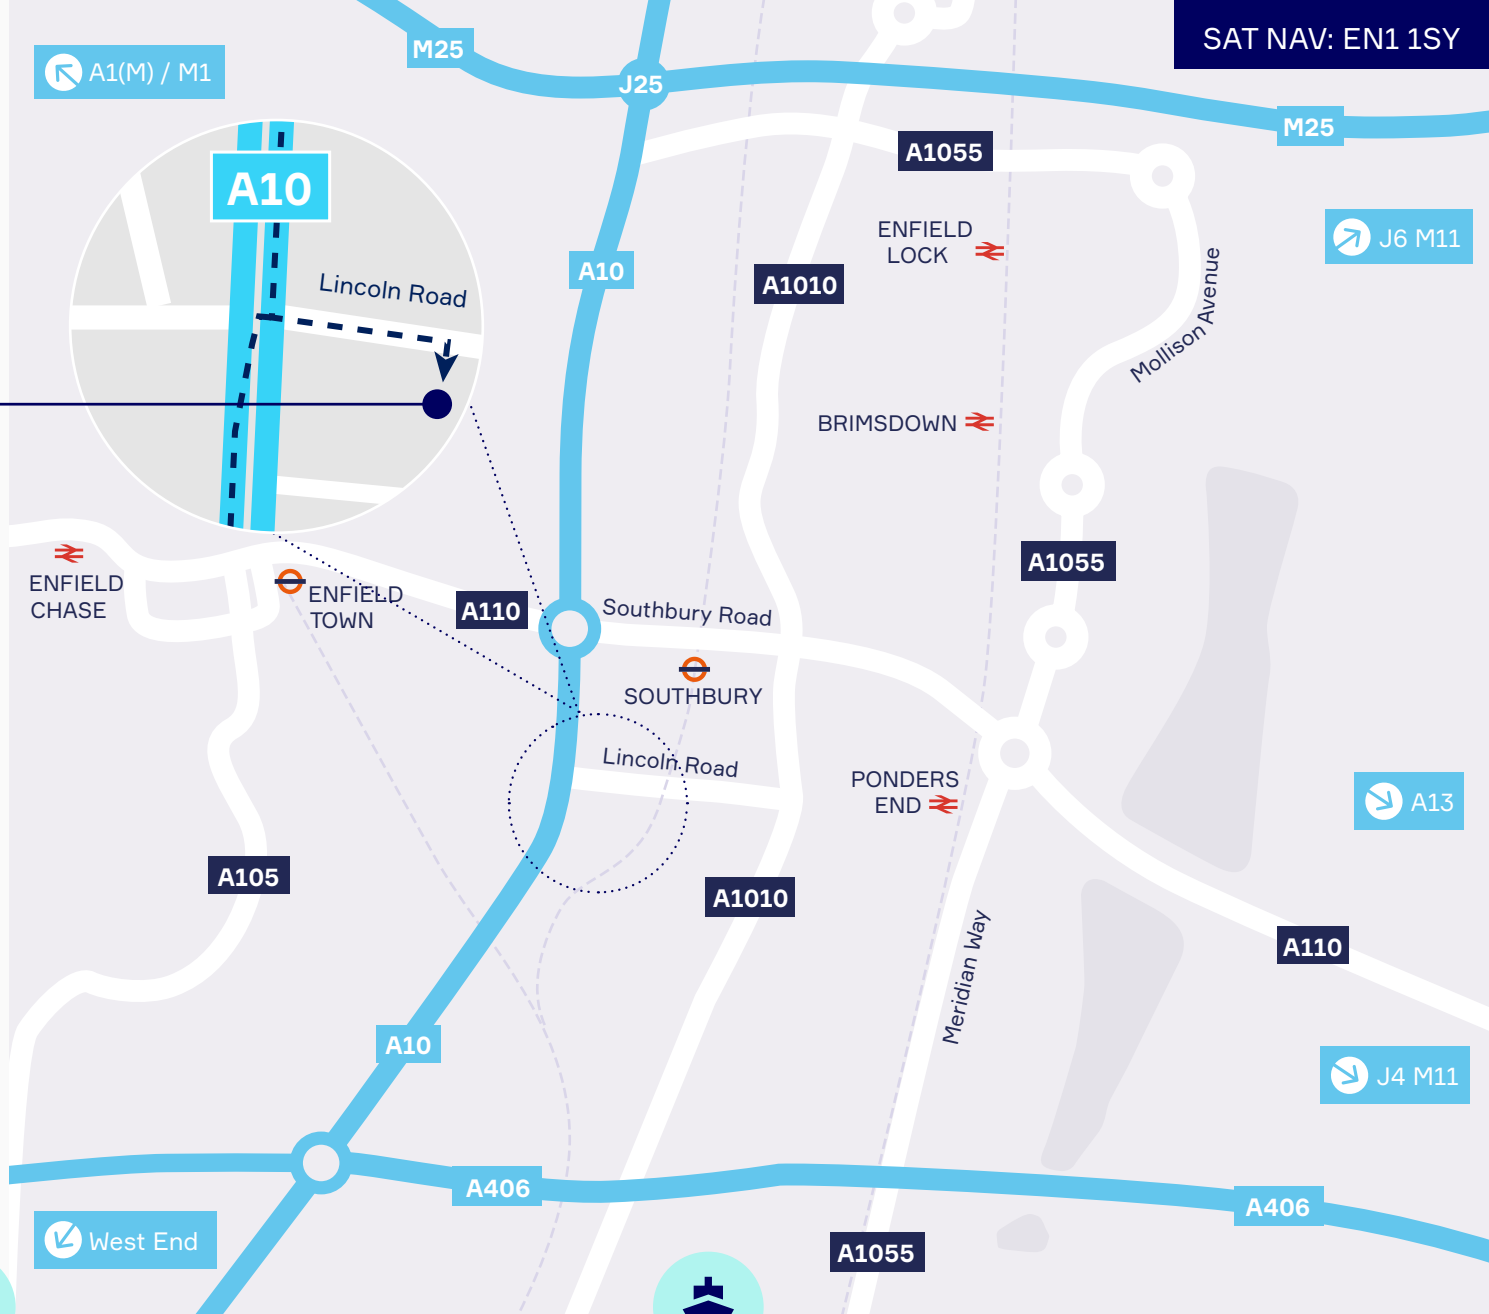 SAT NAV: EN1 1SY
M25
A1(M) / M1
J25
M25
A1055
A10
ENFIELD
LOCK
J6 M11
A10
A1010
Lincoln Road
Mollison Avenue
BRIMSDOWN
A1055
ENFIELD
CHASE
ENFIELD
TOWN
A110
Southbury Road
SOUTHBURY
Lincoln Road
PONDERS
END
A13
A105
A1010
A110
Meridian Way
A10
J4 M11
A406
A406
West End
A1055